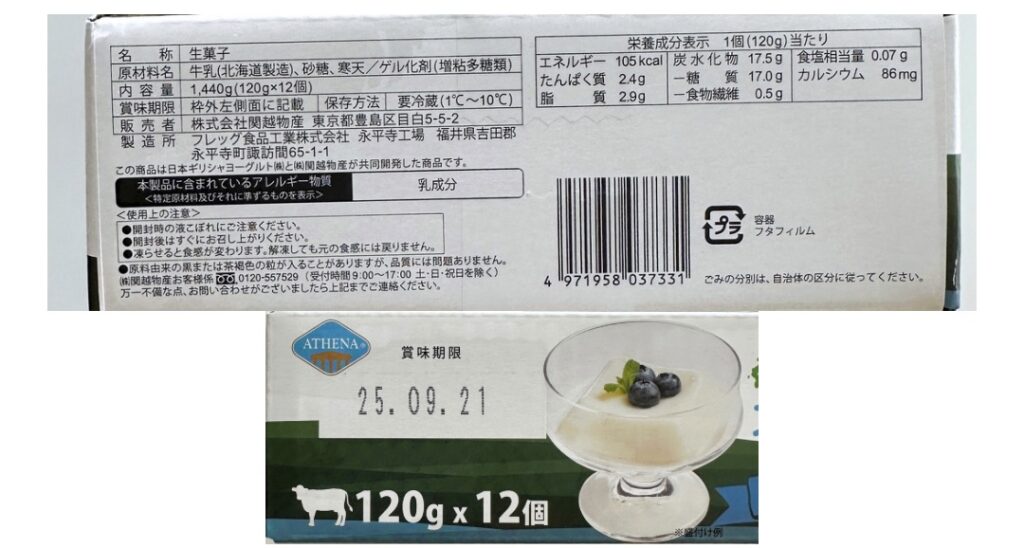 名称 生菓子
原材料名 牛乳(北海道製造)、砂糖、寒天／ゲル化剤(増粘多糖類)
内容量 1,440g(120g×12個)
賞味期限 枠外左側面に記載 保存方法 要冷蔵(1℃～10℃)
販売者 株式会社関越物産 東京都豊島区目白5-5-2
製造所 フレッグ食品工業株式会社 永平寺工場 福井県吉田郡
永平寺町諏訪間65-1-1
この商品は日本ギリシャヨーグルト㈱と㈱関越物産が共同開発した商品です。
本製品に含まれているアレルギー物質
<特定原材料及びそれに準ずるものを表示>
乳成分
<使用上の注意>
●開封時の液こぼれにご注意ください。
●開封後はすぐにお召し上がりください。
●凍らせると食感が変わります。解凍しても元の食感には戻りません。
●原料由来の黒または茶褐色の粒が入ることがありますが、品質には問題ありません。
㈱関越物産お客様係 0120-557529 (受付時間9:00～17:00 土・日・祝日を除く)
万一不備な点、お問い合わせがございましたら上記までご連絡ください。
栄養成分表示 1個(120g)当たり
エネルギー 105kcal 炭水化物 17.5g 食塩相当量 0.07g
たんぱく質 2.4g －糖質 17.0g カルシウム 86mg
脂質 2.9g －食物繊維 0.5g
4 971958 037331
プラ
容器
フタフィルム
ごみの分別は、自治体の区分に従ってください。
ATHENA®
賞味期限
25.09.21
120g x 12個
※盛付け例